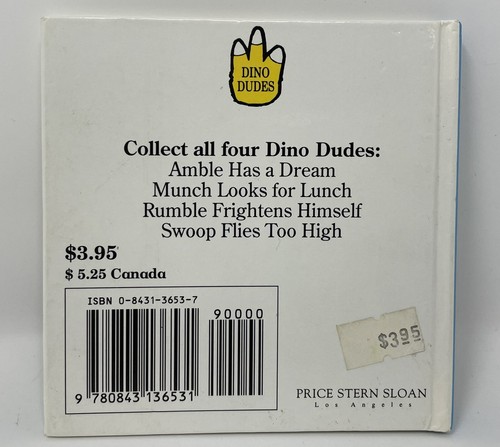 DINO
DUDES
Collect all four Dino Dudes:
Amble Has a Dream
Munch Looks for Lunch
Rumble Frightens Himself
Swoop Flies Too High
$3.95
$ 5.25 Canada
ISBN 0-8431-3653-7
90000
9 780843 136531
$3.95
PRICE STERN SLOAN
Los Angeles